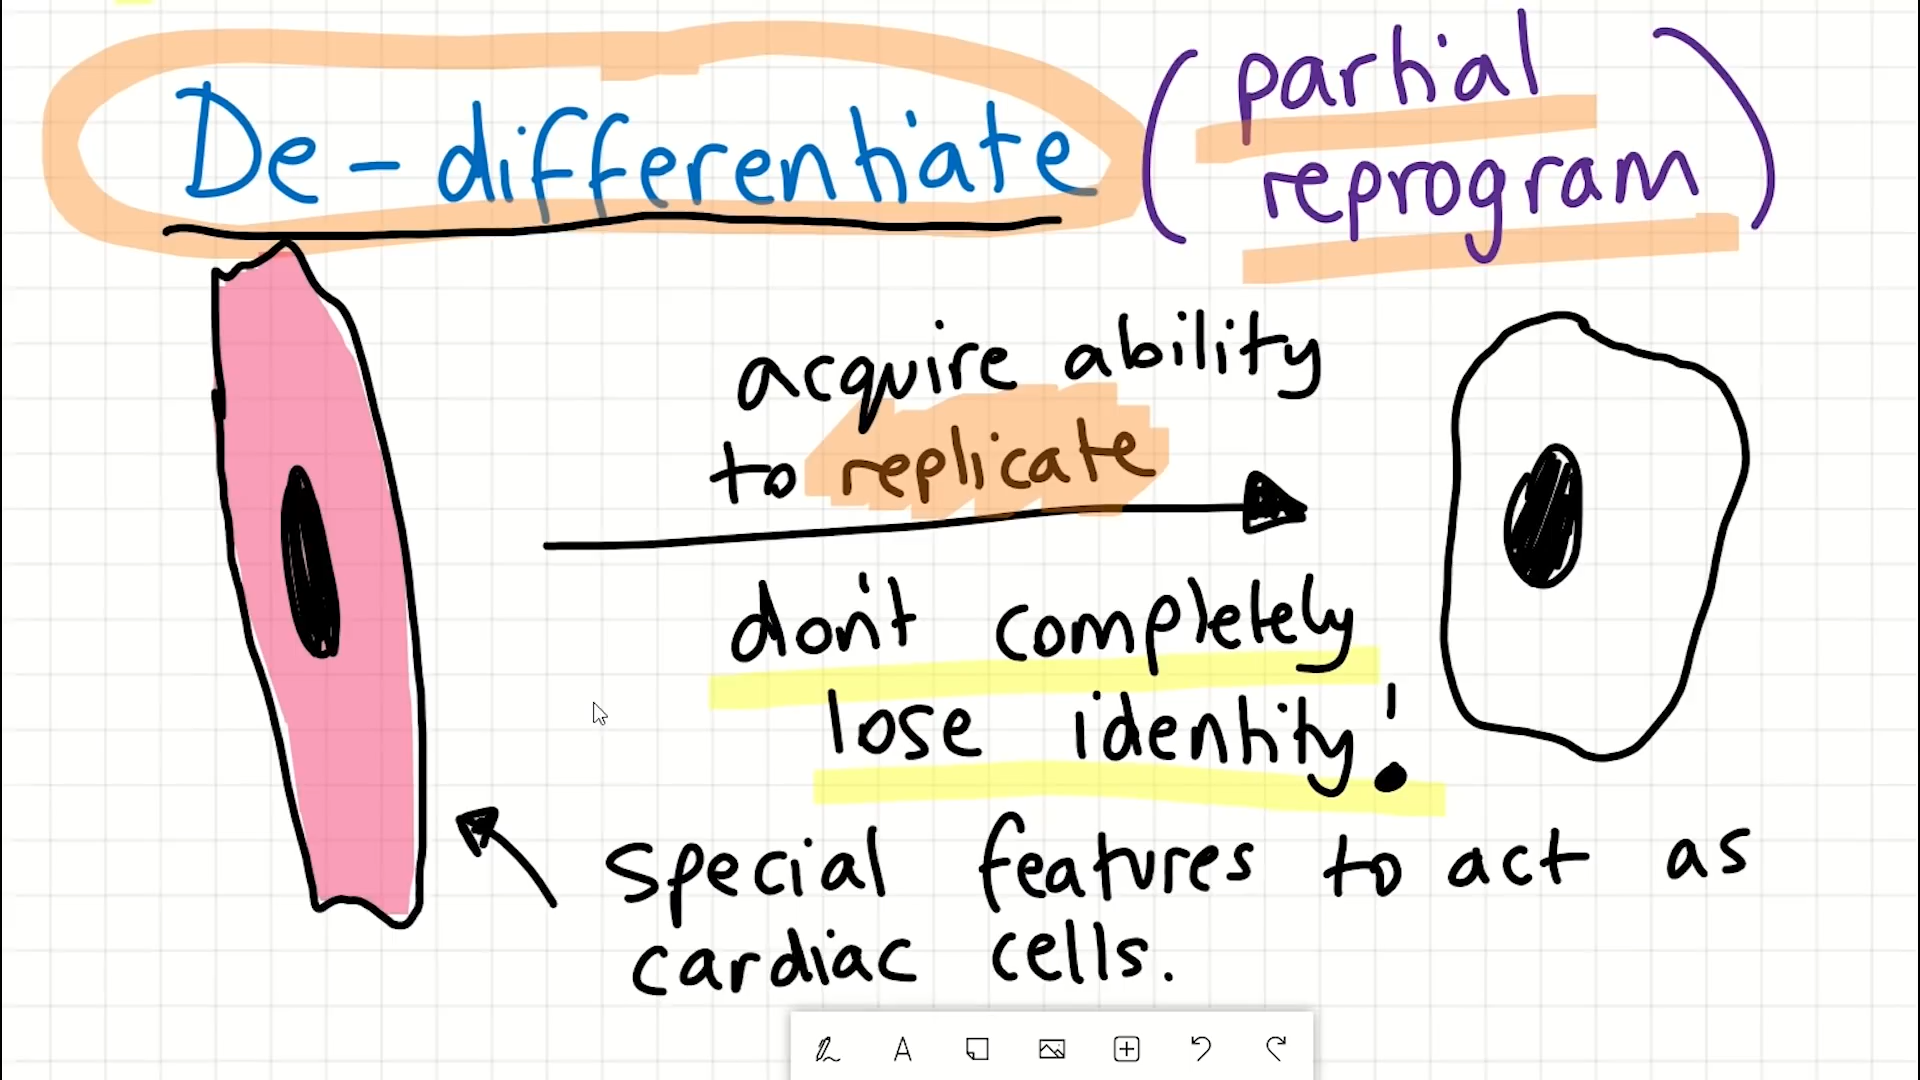 De-differentiate (partial
reprogram)
acquire ability
to replicate
don't completely
lose identity!
special features to act as
cardiac cells.
A